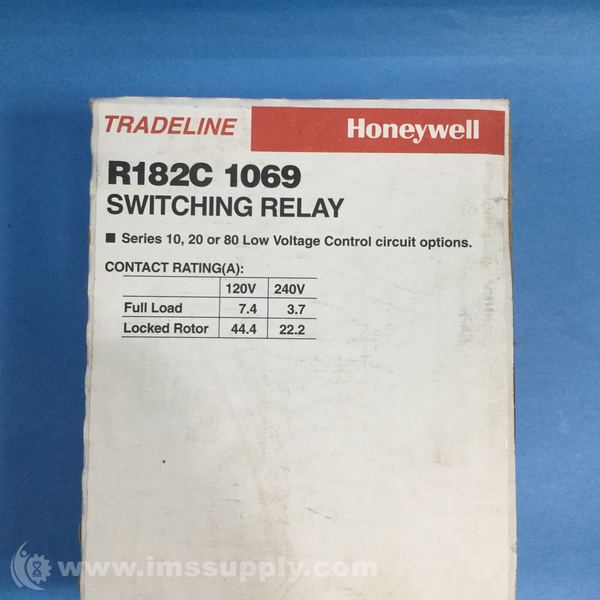 TRADELINE Honeywell
R182C 1069
SWITCHING RELAY
■ Series 10, 20 or 80 Low Voltage Control circuit options.
CONTACT RATING(A):
120V 240V
Full Load 7.4 3.7
Locked Rotor 44.4 22.2
www.imssupply.com